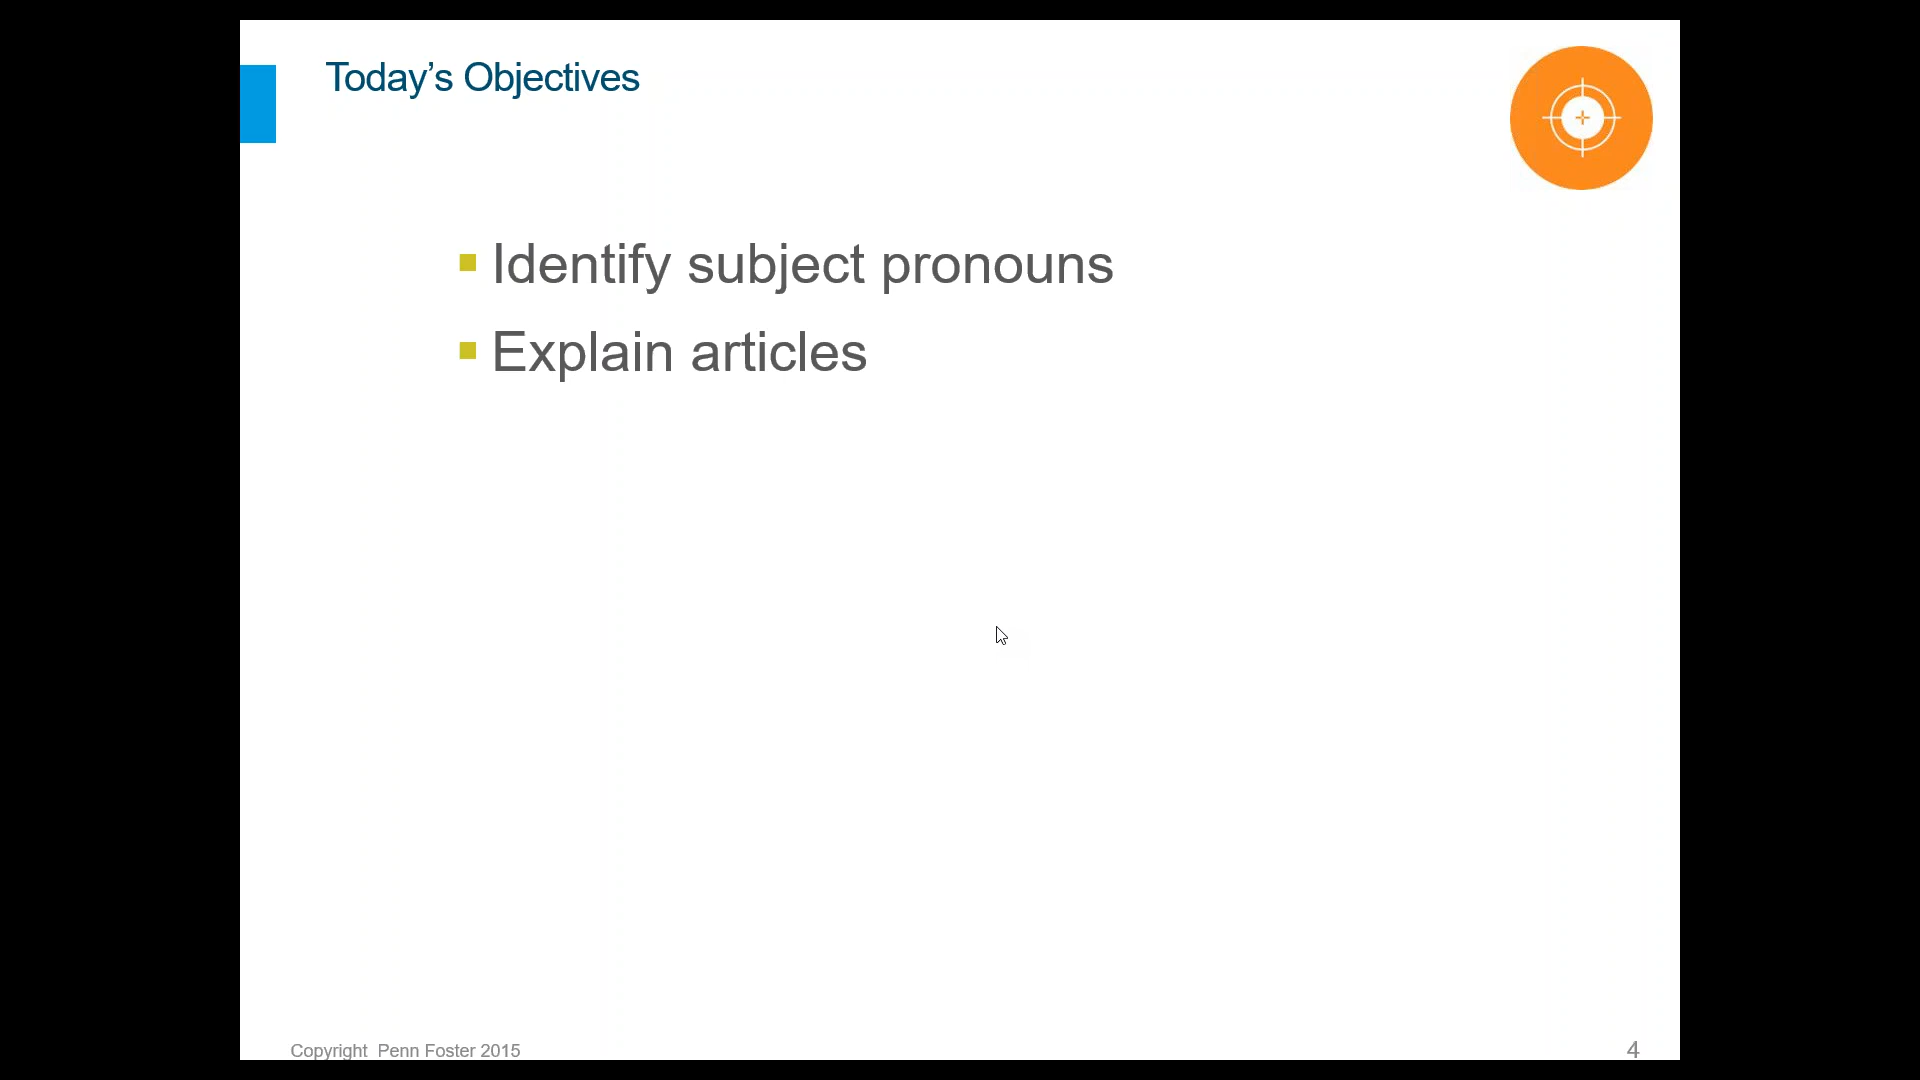 Today’s Objectives
Identify subject pronouns
Explain articles
Copyright  Penn Foster 2015
4